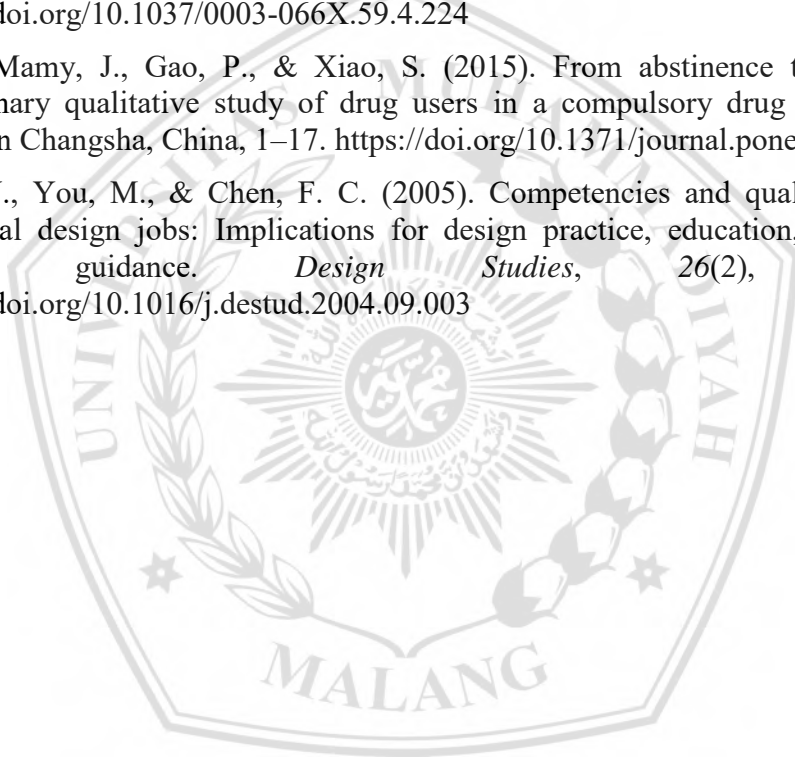 doi.org/10.1037/0003-066X.59.4.224
Mamy, J., Gao, P., & Xiao, S. (2015). From abstinence t
nary qualitative study of drug users in a compulsory drug
n Changsha, China, 1–17. https://doi.org/10.1371/journal.pone
., You, M., & Chen, F. C. (2005). Competencies and qual
al design jobs: Implications for design practice, education,
guidance. Design Studies, 26(2),
doi.org/10.1016/j.destud.2004.09.003
UNIVERSITAS MUHAMMADIYAH
MALANG